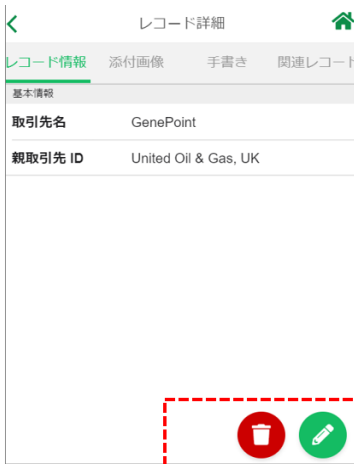 レコード詳細
レコード情報 添付画像 手書き 関連レコード
基本情報
取引先名 GenePoint
親取引先 ID United Oil & Gas, UK